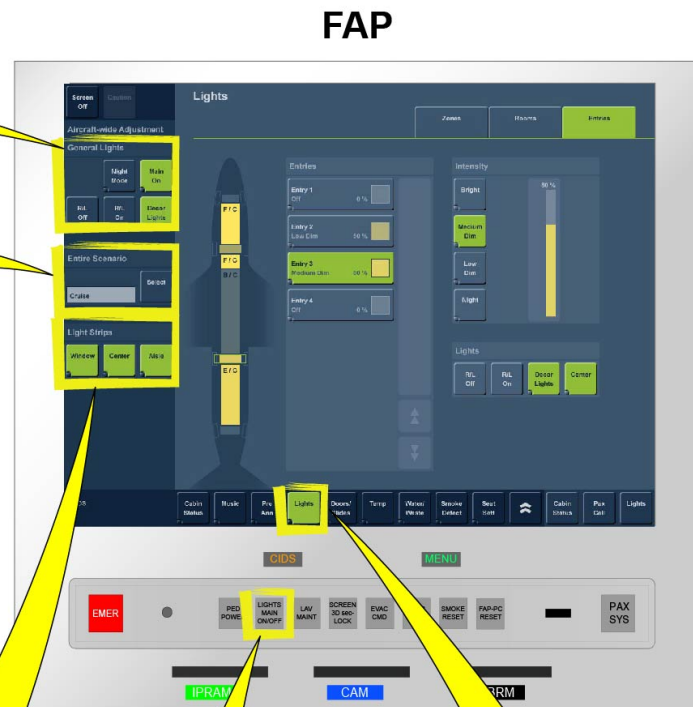 FAP
Screen
Off
Caution
Lights
Zones
Rooms
Entries
Aircraft-wide Adjustment
General Lights
Night
Mode
Main
On
R/L
Off
R/L
On
Decor
Lights
Entire Scenario
Cruise
Select
Light Strips
Window
Center
Aisle
F/C
F/C
B/C
E/C
Entries
Entry 1
Off
0 %
Entry 2
Low Dim
Entry 3
Medium Dim
Entry 4
Off
0 %
Intensity
Bright
Medium
Dim
Low
Dim
Night
Lights
R/L
Off
R/L
On
Decor
Lights
Corner
Cabin
Status
Music
Pre
Ann
Lights
Doors/
Slides
Temp
Water/
Waste
Smoke
Detect
Seat
Sett
Cabin
Status
Pax
Call
Lights
CIDS
MENU
EMER
PED
POWER
LIGHTS
MAIN
ON/OFF
LAV
MAINT
SCREEN
3D sec-
LOCK
EVAC
CMD
SMOKE
RESET
FAP-PC
RESET
PAX
SYS
IPRAM
CAM